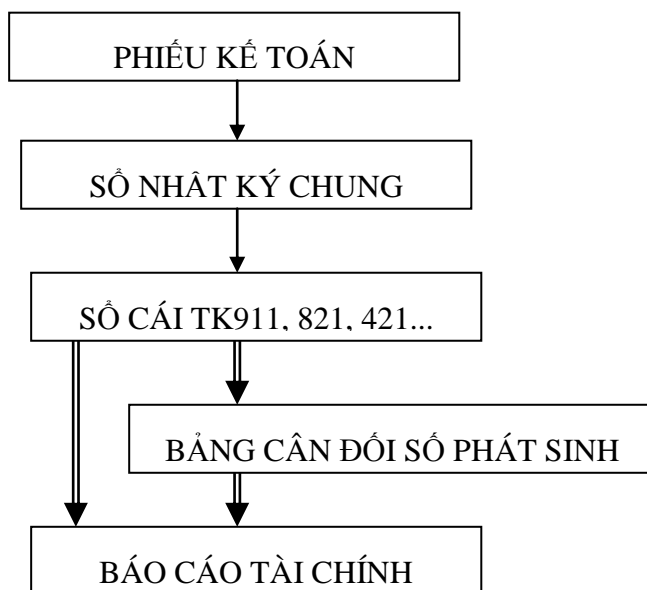 PHIẾU KẾ TOÁN
SỔ NHẬT KÝ CHUNG
SỔ CÁI TK911, 821, 421...
BẢNG CÂN ĐỐI SỐ PHÁT SINH
BÁO CÁO TÀI CHÍNH